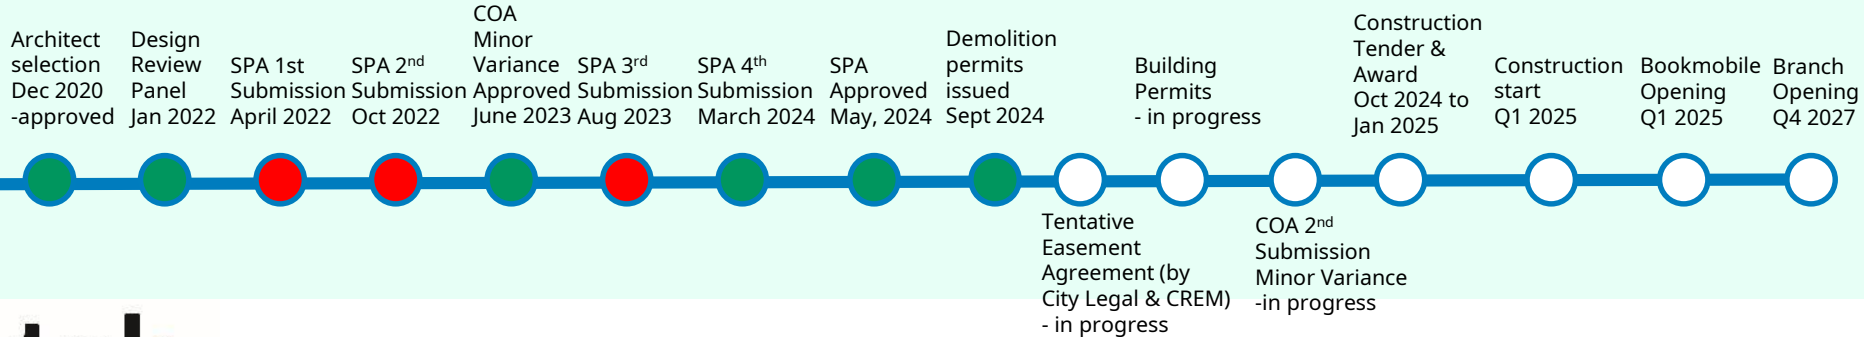 Architect
selection
Dec 2020
-approved
Design
Review
Panel
Jan 2022
SPA 1st
Submission
April 2022
SPA 2nd
Submission
Oct 2022
COA
Minor
Variance
Approved
June 2023
SPA 3rd
Submission
Aug 2023
SPA 4th
Submission
March 2024
SPA
Approved
May, 2024
Demolition
permits
issued
Sept 2024
Tentative
Easement
Agreement (by
City Legal & CREM)
- in progress
Building
Permits
- in progress
COA 2nd
Submission
Minor Variance
-in progress
Construction
Tender &
Award
Oct 2024 to
Jan 2025
Construction
start
Q1 2025
Bookmobile
Opening
Q1 2025
Branch
Opening
Q4 2027